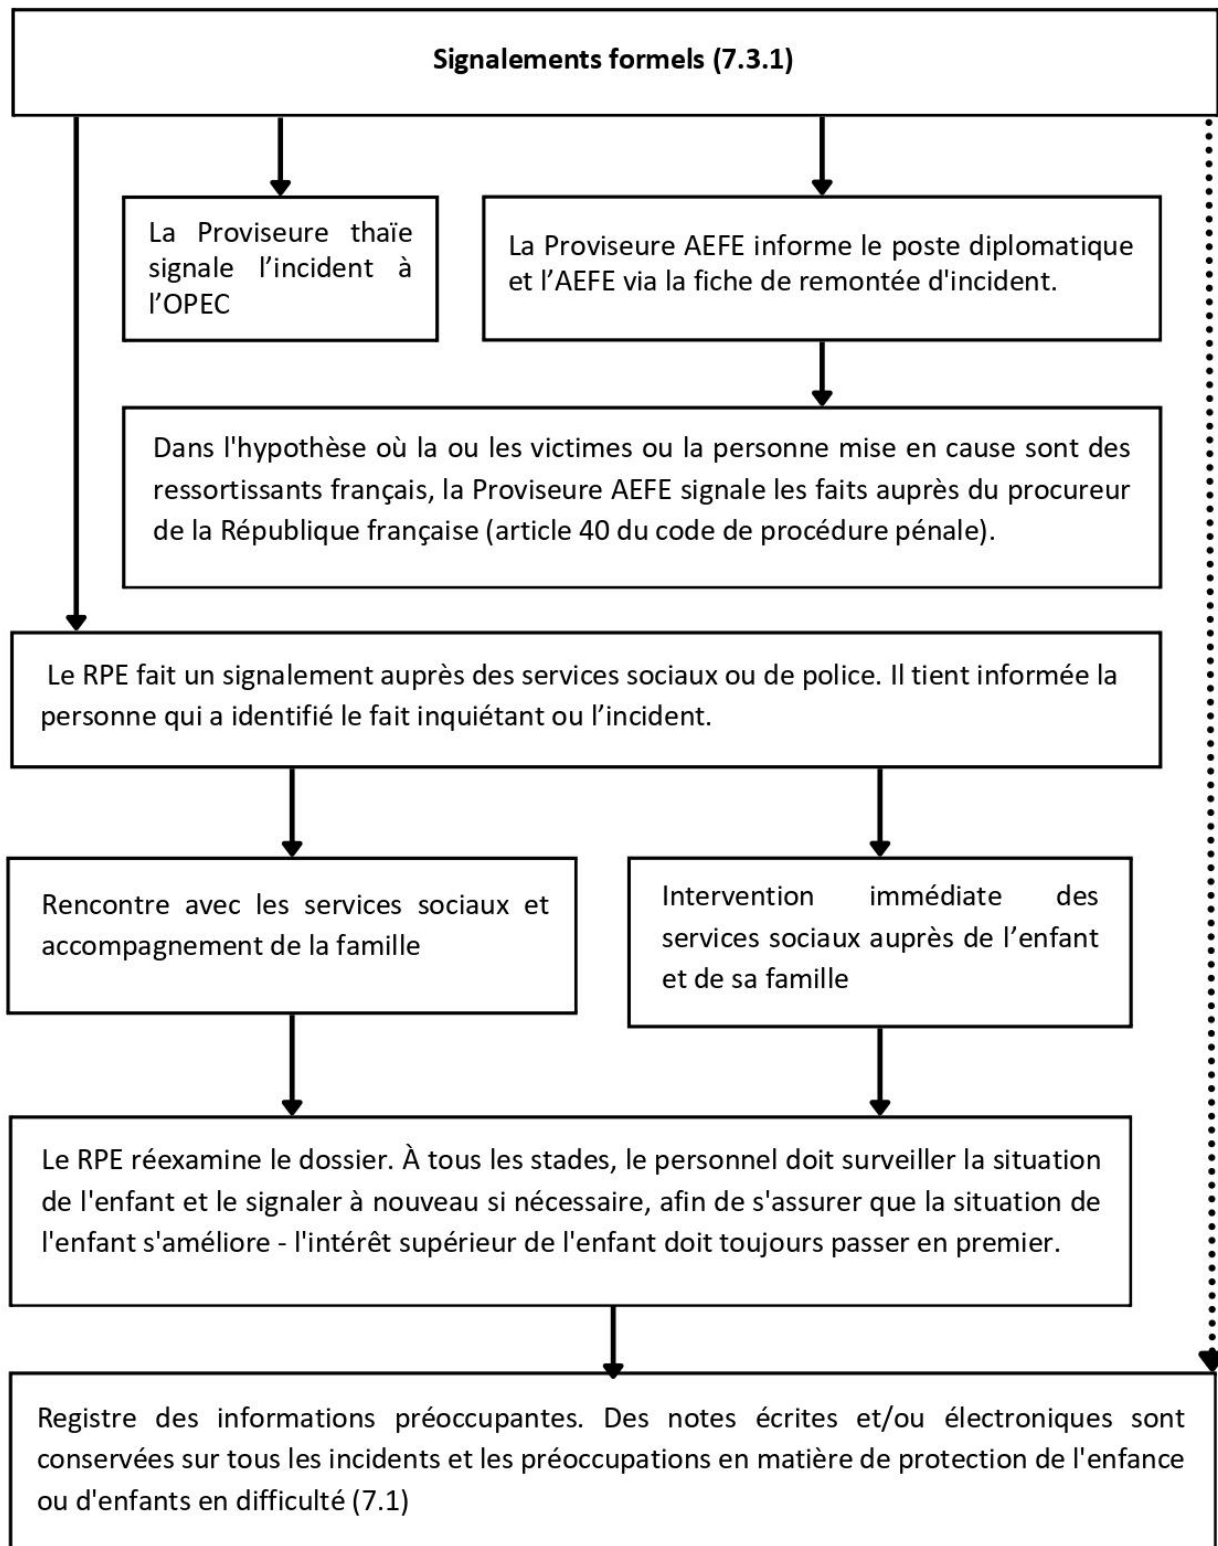 Signalements formels (7.3.1)
La Proviseure thaïe
signale l’incident à
l’OPEC
La Proviseure AEFE informe le poste diplomatique
et l’AEFE via la fiche de remontée d'incident.
Dans l'hypothèse où la ou les victimes ou la personne mise en cause sont des
ressortissants français, la Proviseure AEFE signale les faits auprès du procureur
de la République française (article 40 du code de procédure pénale).
Le RPE fait un signalement auprès des services sociaux ou de police. Il tient informée la
personne qui a identifié le fait inquiétant ou l’incident.
Rencontre avec les services sociaux et
accompagnement de la famille
Intervention immédiate des
services sociaux auprès de l’enfant
et de sa famille
Le RPE réexamine le dossier. À tous les stades, le personnel doit surveiller la situation
de l'enfant et le signaler à nouveau si nécessaire, afin de s'assurer que la situation de
l'enfant s'améliore - l'intérêt supérieur de l'enfant doit toujours passer en premier.
Registre des informations préoccupantes. Des notes écrites et/ou électroniques sont
conservées sur tous les incidents et les préoccupations en matière de protection de l'enfance
ou d'enfants en difficulté (7.1)